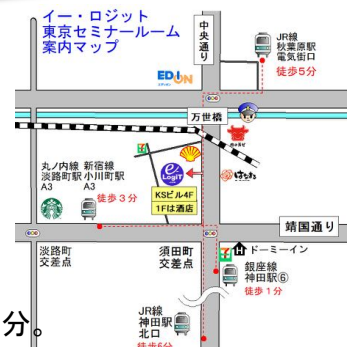 イー・ロジット
東京セミナールーム
案内マップ
中央通り
JR線
秋葉原駅
電気街口
徒歩5分
EDION
万世橋
丸ノ内線 新宿線
淡路町駅 小川町駅
A3 A3
徒歩3分
e-LogiT
KSビル4F
1Fは酒店
靖国通り
淡路町
交差点
須田町
交差点
ドーミーイン
銀座線
神田駅⑥
徒歩1分
JR線
神田駅
北口
徒歩5分
分。